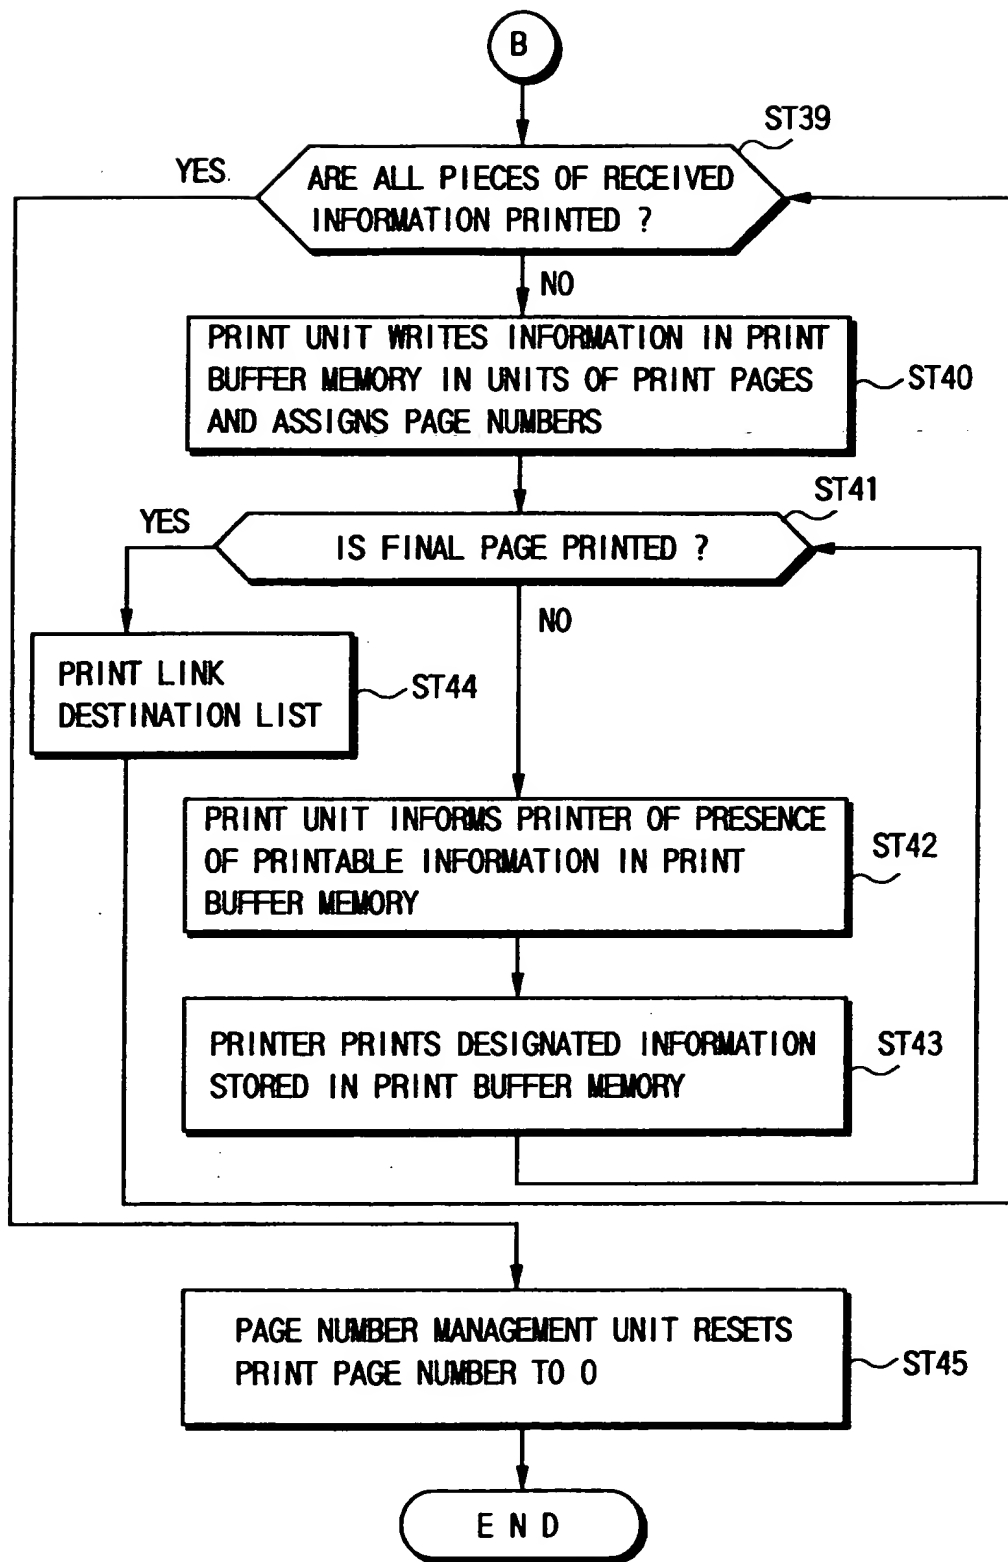 B
ST39
YES
ARE ALL PIECES OF RECEIVED
INFORMATION PRINTED ?
NO
PRINT UNIT WRITES INFORMATION IN PRINT
BUFFER MEMORY IN UNITS OF PRINT PAGES
AND ASSIGNS PAGE NUMBERS
ST40
ST41
YES
IS FINAL PAGE PRINTED ?
NO
PRINT LINK
DESTINATION LIST
ST44
PRINT UNIT INFORMS PRINTER OF PRESENCE
OF PRINTABLE INFORMATION IN PRINT
BUFFER MEMORY
ST42
PRINTER PRINTS DESIGNATED INFORMATION
STORED IN PRINT BUFFER MEMORY
ST43
PAGE NUMBER MANAGEMENT UNIT RESETS
PRINT PAGE NUMBER TO 0
ST45
END